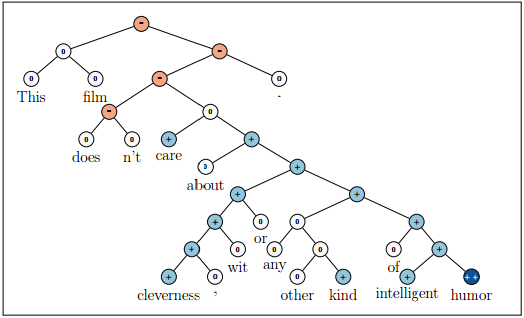 -
0 -
0 0 - 0
This film .
- 0
0 0 + +
does n't care
0 +
about
+ +
+ 0 0 +
or
+ 0 0 0 0 +
wit any of
+ 0 0 + + ++
cleverness , other kind intelligent humor